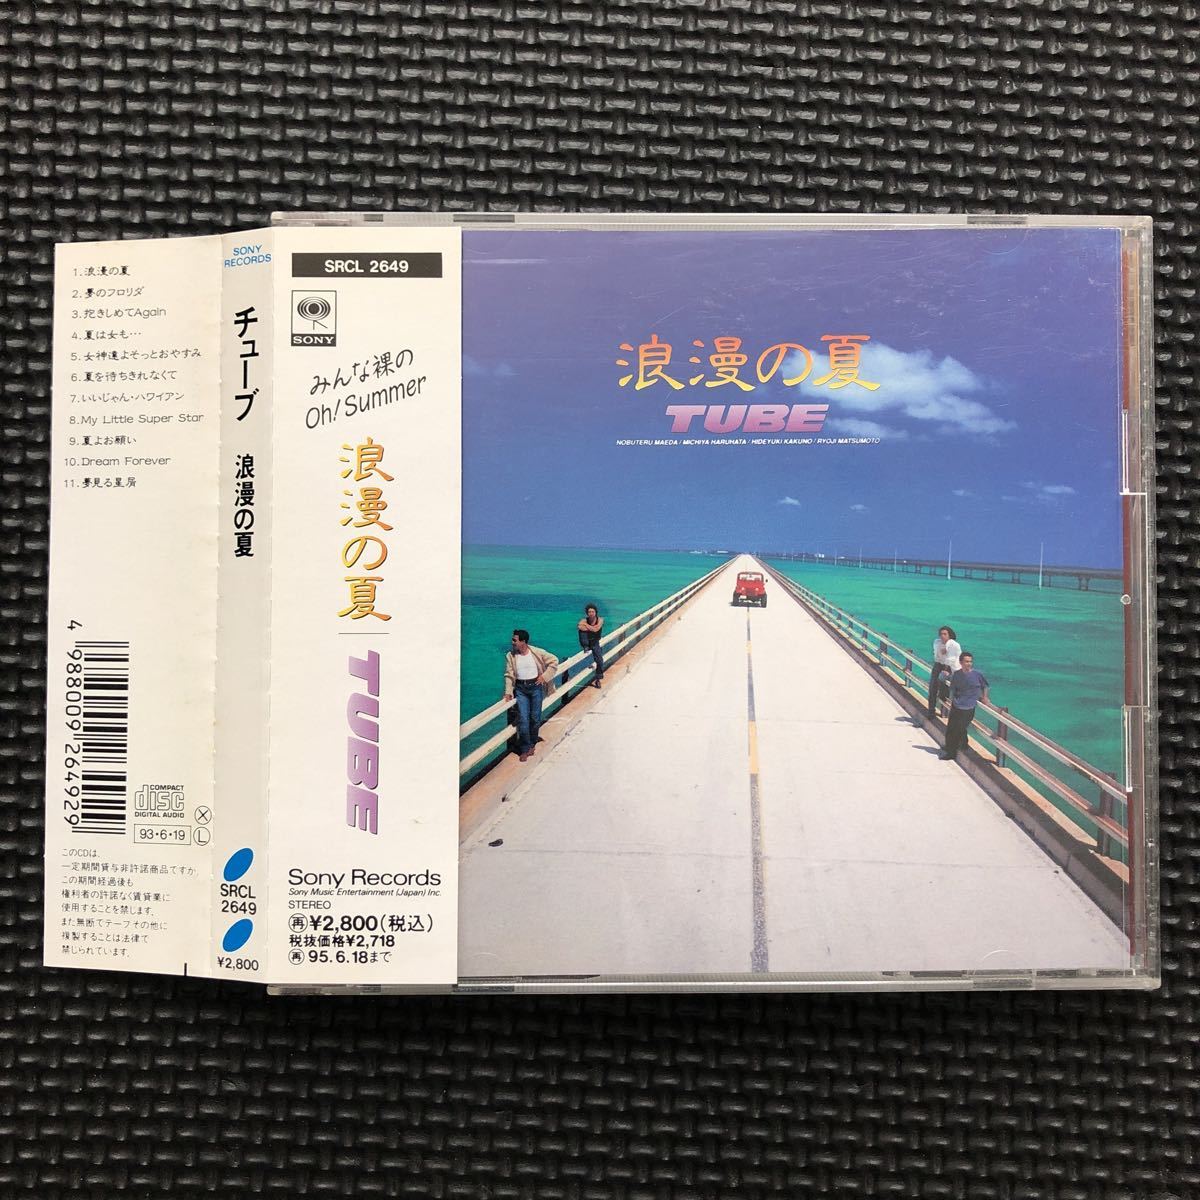 1.浪漫の夏
2.夢のフロリダ
3.抱きしめてAgain
4.夏は女も…
5.女神達よそっとおやすみ
6.夏を待ちきれなくて
7.いいじゃん・ハワイアン
8.My Little Super Star
9.夏よお願い
10.Dream Forever
11.夢見る星屑
4 988009 264929
COMPACT
disc
DIGITAL AUDIO
X
93・6・19
L
このCDは、
一定期間貸与非許諾商品ですが、
この期間経過後も
権利者の許諾なく賃貸業に
使用することを禁じます。
また無断でテープその他に
複製することは法律で
禁じられています。
SONY
RECORDS
チューブ 浪漫の夏
SRCL
2649
¥2,800
SRCL 2649
SONY
みんな裸の
Oh! Summer
浪漫の夏
TUBE
Sony Records
Sony Music Entertainment (Japan) Inc.
STEREO
再¥2,800(税込)
税抜価格¥2,718
再95.6.18まで
浪漫の夏
TUBE
NOBUTERU MAEDA / MICHIYA HARUHATA / HIDEYUKI KAKUNO / RYOJI MATSUMOTO